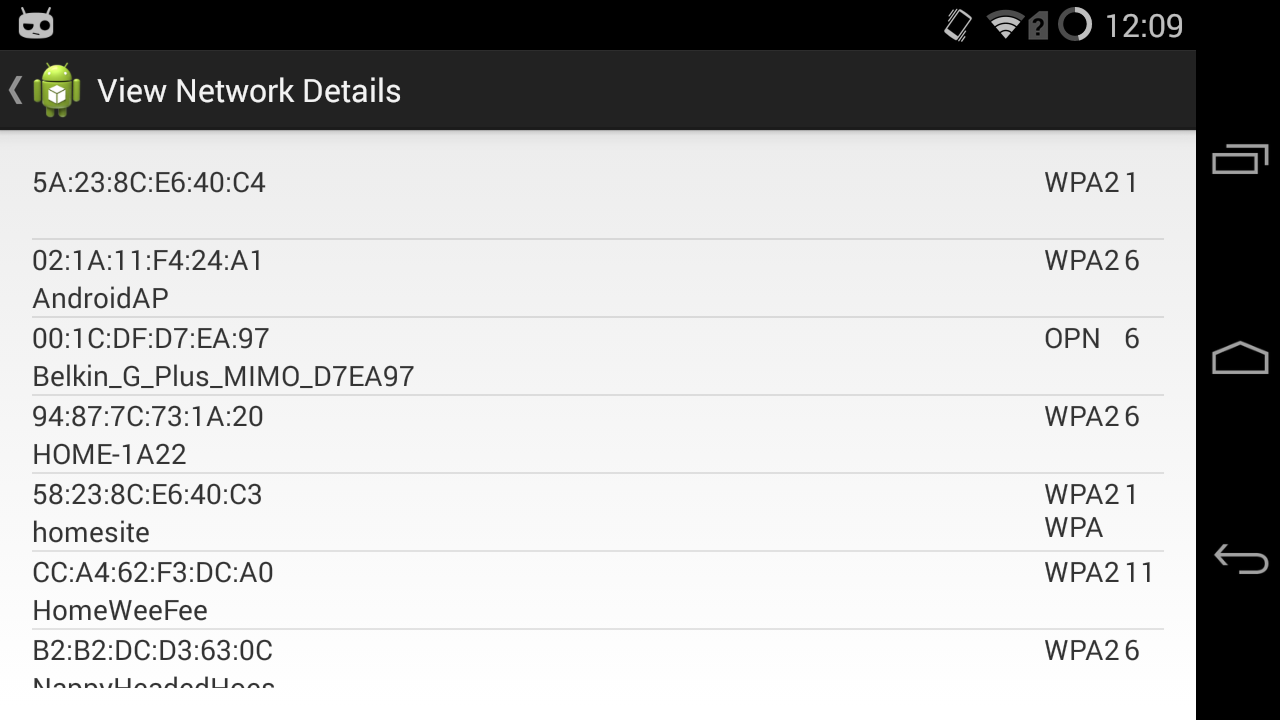 12:09
View Network Details
5A:23:8C:E6:40:C4 WPA2 1
02:1A:11:F4:24:A1 WPA2 6
AndroidAP
00:1C:DF:D7:EA:97 OPN 6
Belkin_G_Plus_MIMO_D7EA97
94:87:7C:73:1A:20 WPA2 6
HOME-1A22
58:23:8C:E6:40:C3 WPA2 1
homesite WPA
CC:A4:62:F3:DC:A0 WPA2 11
HomeWeeFee
B2:B2:DC:D3:63:0C WPA2 6
NappyHeadedHoes